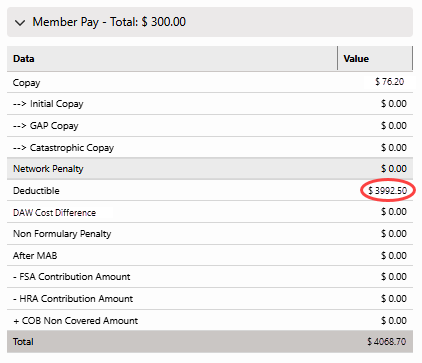 Member Pay - Total: $ 300.00
Data Value
Copay $ 76.20
--> Initial Copay $ 0.00
--> GAP Copay $ 0.00
--> Catastrophic Copay $ 0.00
Network Penalty $ 0.00
Deductible $ 3992.50
DAW Cost Difference $ 0.00
Non Formulary Penalty $ 0.00
After MAB $ 0.00
- FSA Contribution Amount $ 0.00
- HRA Contribution Amount $ 0.00
+ COB Non Covered Amount $ 0.00
Total $ 4068.70